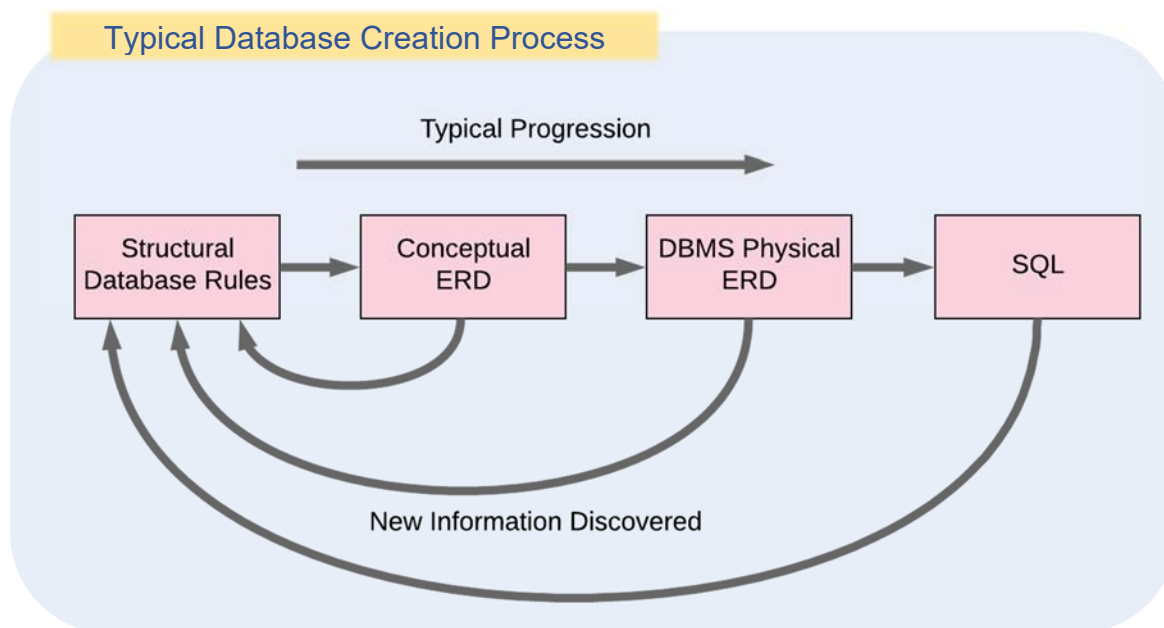 Typical Database Creation Process
Typical Progression
Structural
Database Rules
Conceptual
ERD
DBMS Physical
ERD
SQL
New Information Discovered